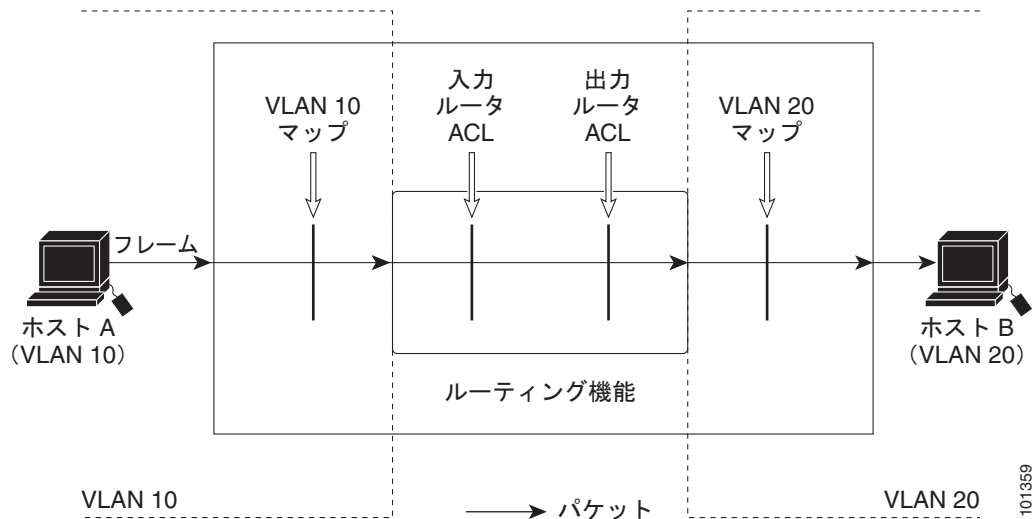 VLAN 10
マップ
入力
ルータ
ACL
出力
ルータ
ACL
VLAN 20
マップ
フレーム
ホスト A
（VLAN 10）
ホスト B
（VLAN 20）
ルーティング機能
VLAN 10
パケット
VLAN 20
101359